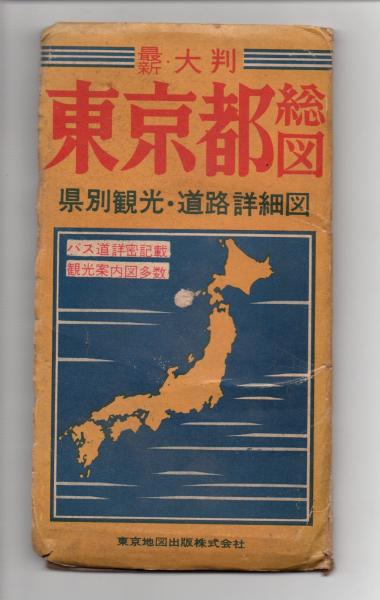 最新・大判
東京都総図
県別観光・道路詳細図
バス道詳密記載
観光案内図多数
東京地図出版株式会社